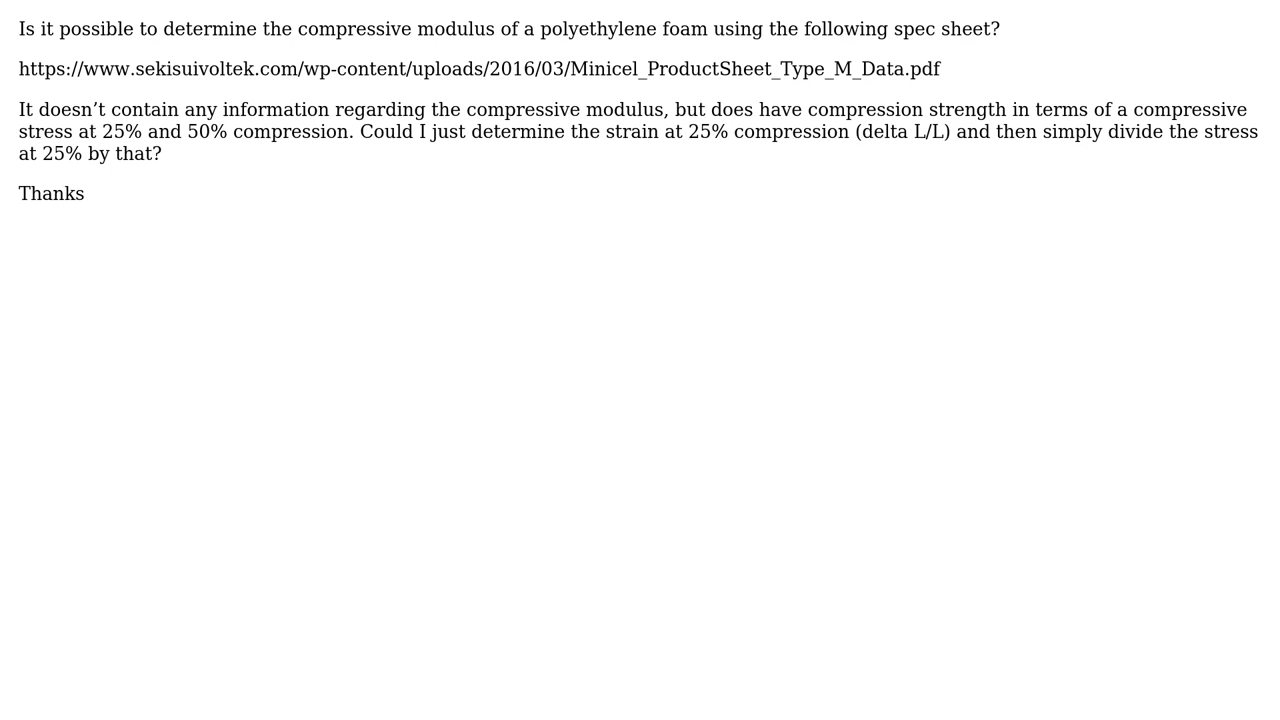 Is it possible to determine the compressive modulus of a polyethylene foam using the following spec sheet?
https://www.sekisuivoltek.com/wp-content/uploads/2016/03/Minicel_ProductSheet_Type_M_Data.pdf
It doesn’t contain any information regarding the compressive modulus, but does have compression strength in terms of a compressive
stress at 25% and 50% compression. Could I just determine the strain at 25% compression (delta L/L) and then simply divide the stress
at 25% by that?
Thanks